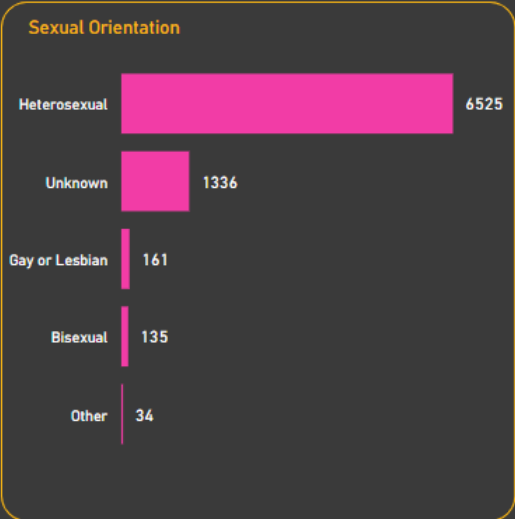 Sexual Orientation
Heterosexual 6525
Unknown 1336
Gay or Lesbian 161
Bisexual 135
Other 34